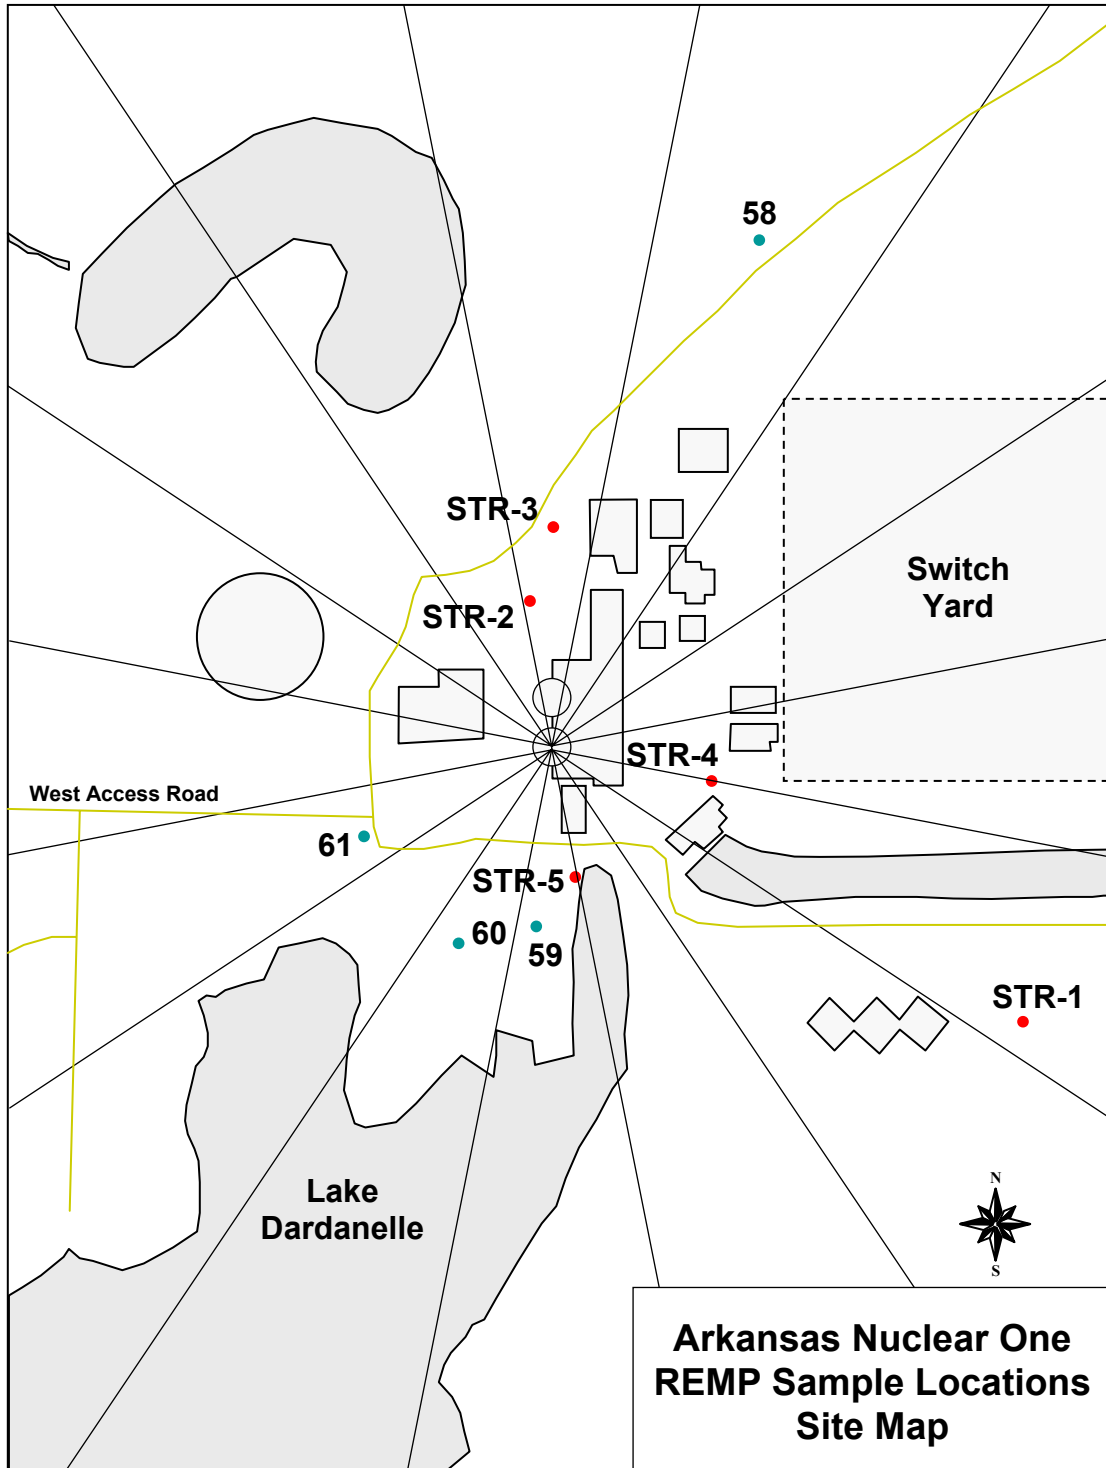 58
STR-3
Switch
Yard
STR-2
STR-4
West Access Road
61
STR-5
60
59
STR-1
N
Lake
Dardanelle
S
Arkansas Nuclear One
REMP Sample Locations
Site Map